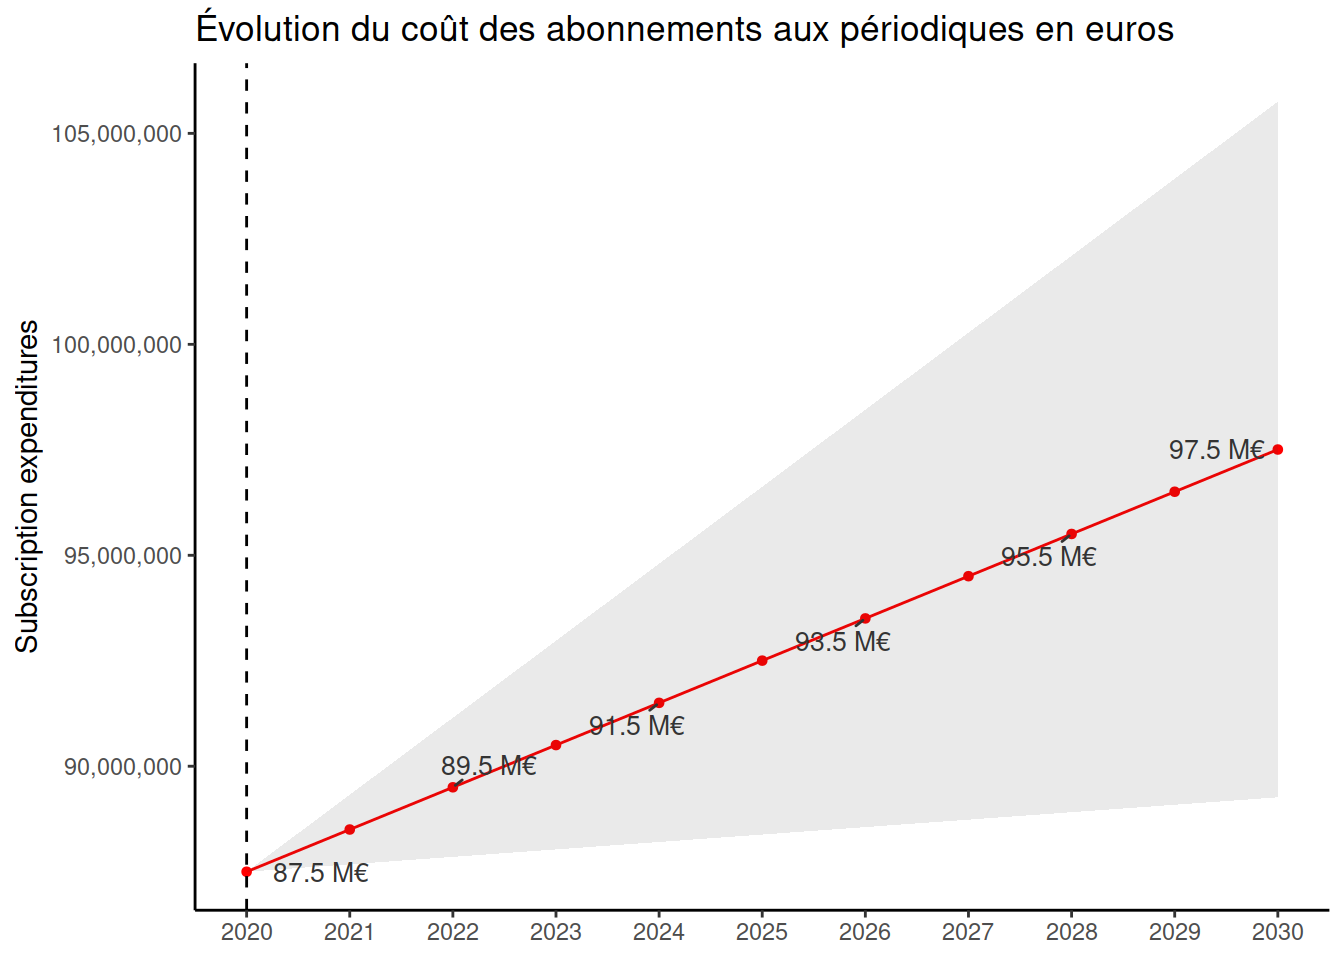 Évolution du coût des abonnements aux périodiques en euros
Subscription expenditures
105,000,000
100,000,000
95,000,000
90,000,000
97.5 M€
95.5 M€
93.5 M€
91.5 M€
89.5 M€
87.5 M€
2020 2021 2022 2023 2024 2025 2026 2027 2028 2029 2030